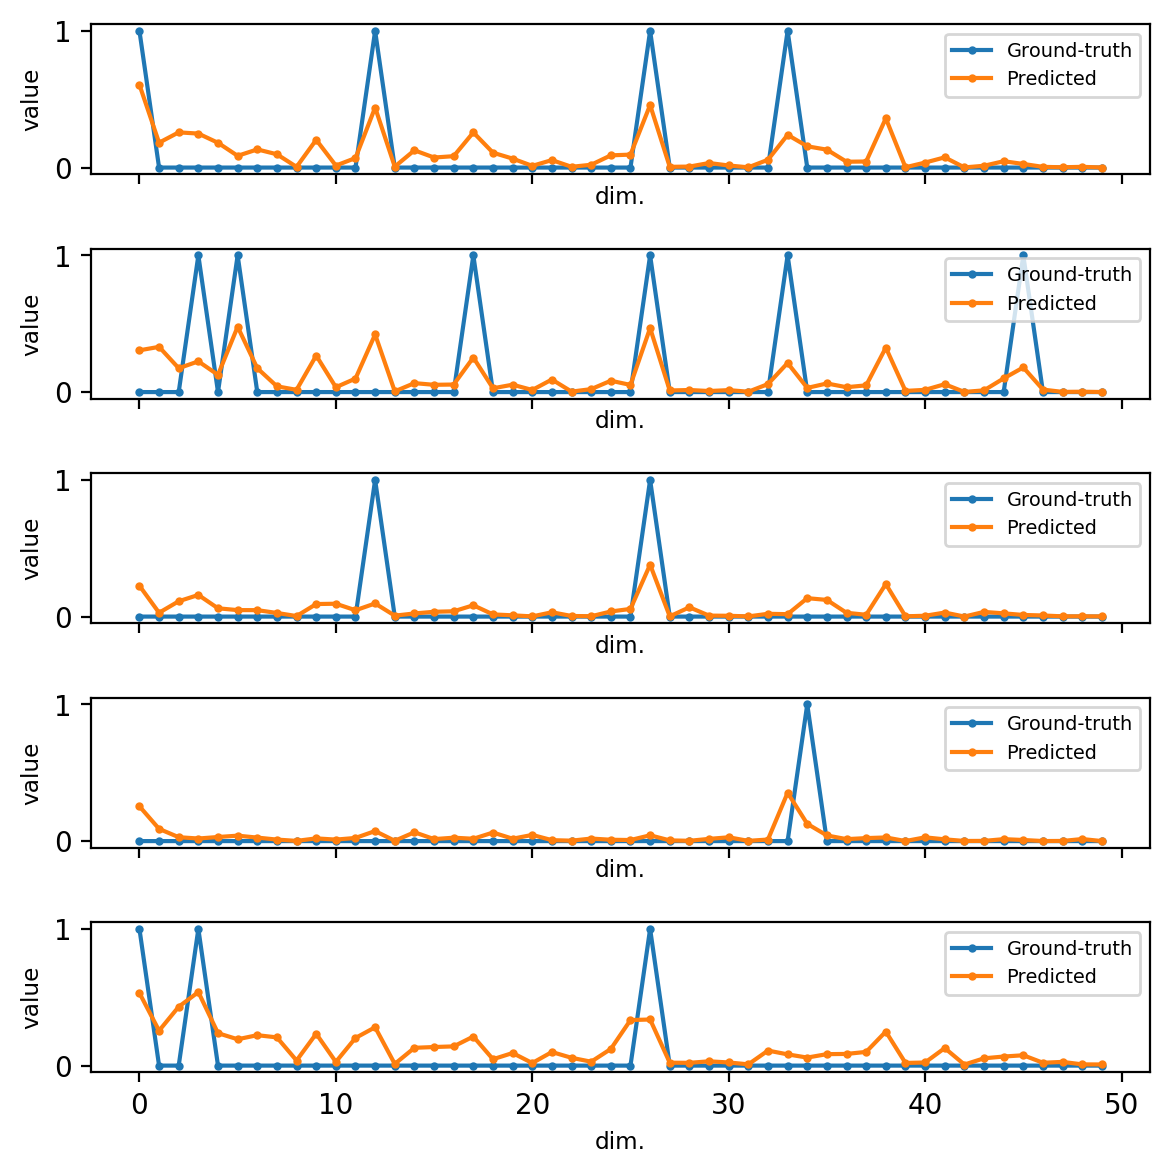 1
Ground-truth
Predicted
value
0
dim.
1
Ground-truth
Predicted
value
0
dim.
1
Ground-truth
Predicted
value
0
dim.
1
Ground-truth
Predicted
value
0
dim.
1
Ground-truth
Predicted
value
0
0 10 20 30 40 50
dim.